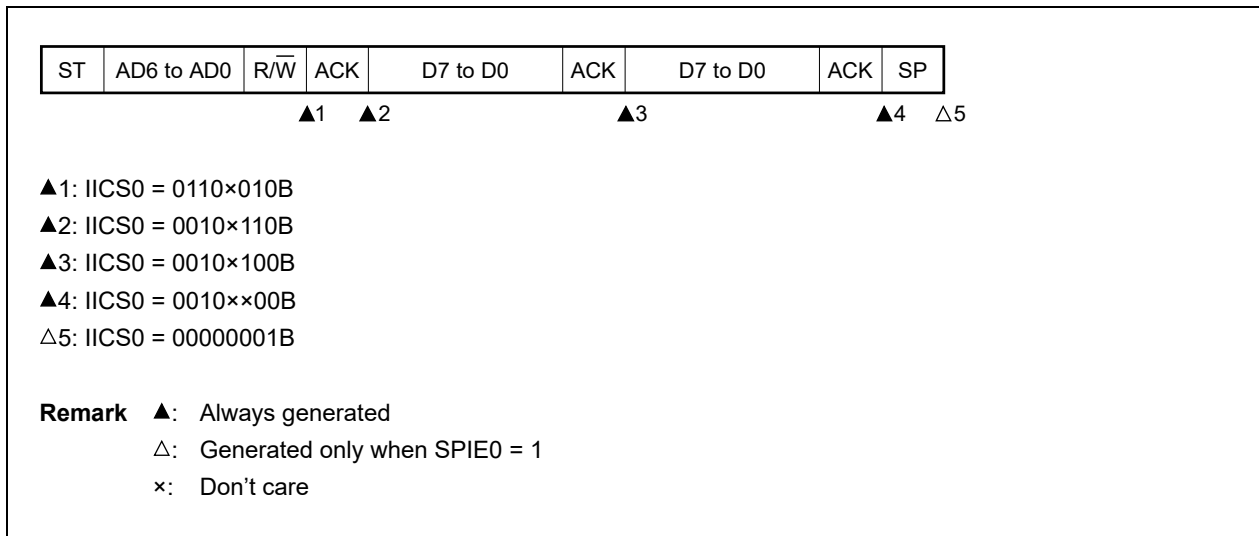 ST AD6 to AD0 R/W̅ ACK D7 to D0 ACK D7 to D0 ACK SP
▲1 ▲2 ▲3 ▲4 △5
▲1: IICS0 = 0110×010B
▲2: IICS0 = 0010×110B
▲3: IICS0 = 0010×100B
▲4: IICS0 = 0010××00B
△5: IICS0 = 00000001B
Remark ▲: Always generated
△: Generated only when SPIE0 = 1
×: Don't care